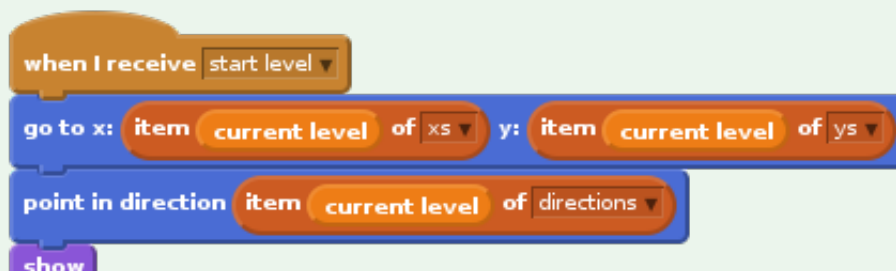 when I receive start level
go to x: item current level of xs y: item current level of ys
point in direction item current level of directions
show